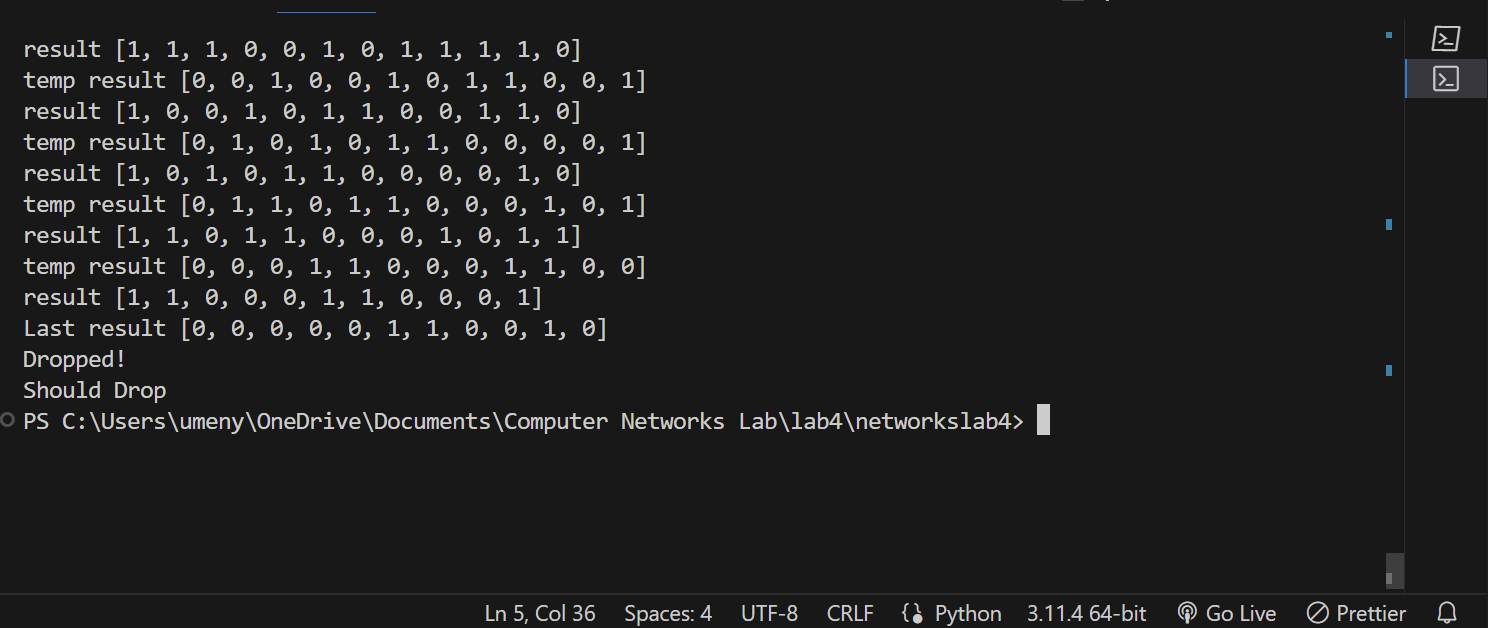 result [1, 1, 1, 0, 0, 1, 0, 1, 1, 1, 1, 0]
temp result [0, 0, 1, 0, 0, 1, 0, 1, 1, 0, 0, 1]
result [1, 0, 0, 1, 0, 1, 1, 0, 0, 1, 1, 0]
temp result [0, 1, 0, 1, 0, 1, 1, 0, 0, 0, 0, 1]
result [1, 0, 1, 0, 1, 1, 0, 0, 0, 0, 1, 0]
temp result [0, 1, 1, 0, 1, 1, 0, 0, 0, 1, 0, 1]
result [1, 1, 0, 1, 1, 0, 0, 0, 1, 0, 1, 1]
temp result [0, 0, 0, 1, 1, 0, 0, 0, 1, 1, 0, 0]
result [1, 1, 0, 0, 0, 1, 1, 0, 0, 0, 1]
Last result [0, 0, 0, 0, 0, 1, 1, 0, 0, 1, 0]
Dropped!
Should Drop
PS C:\Users\umeny\OneDrive\Documents\Computer Networks Lab\lab4\networkslab4>
Ln 5, Col 36 Spaces: 4 UTF-8 CRLF Python 3.11.4 64-bit Go Live Prettier